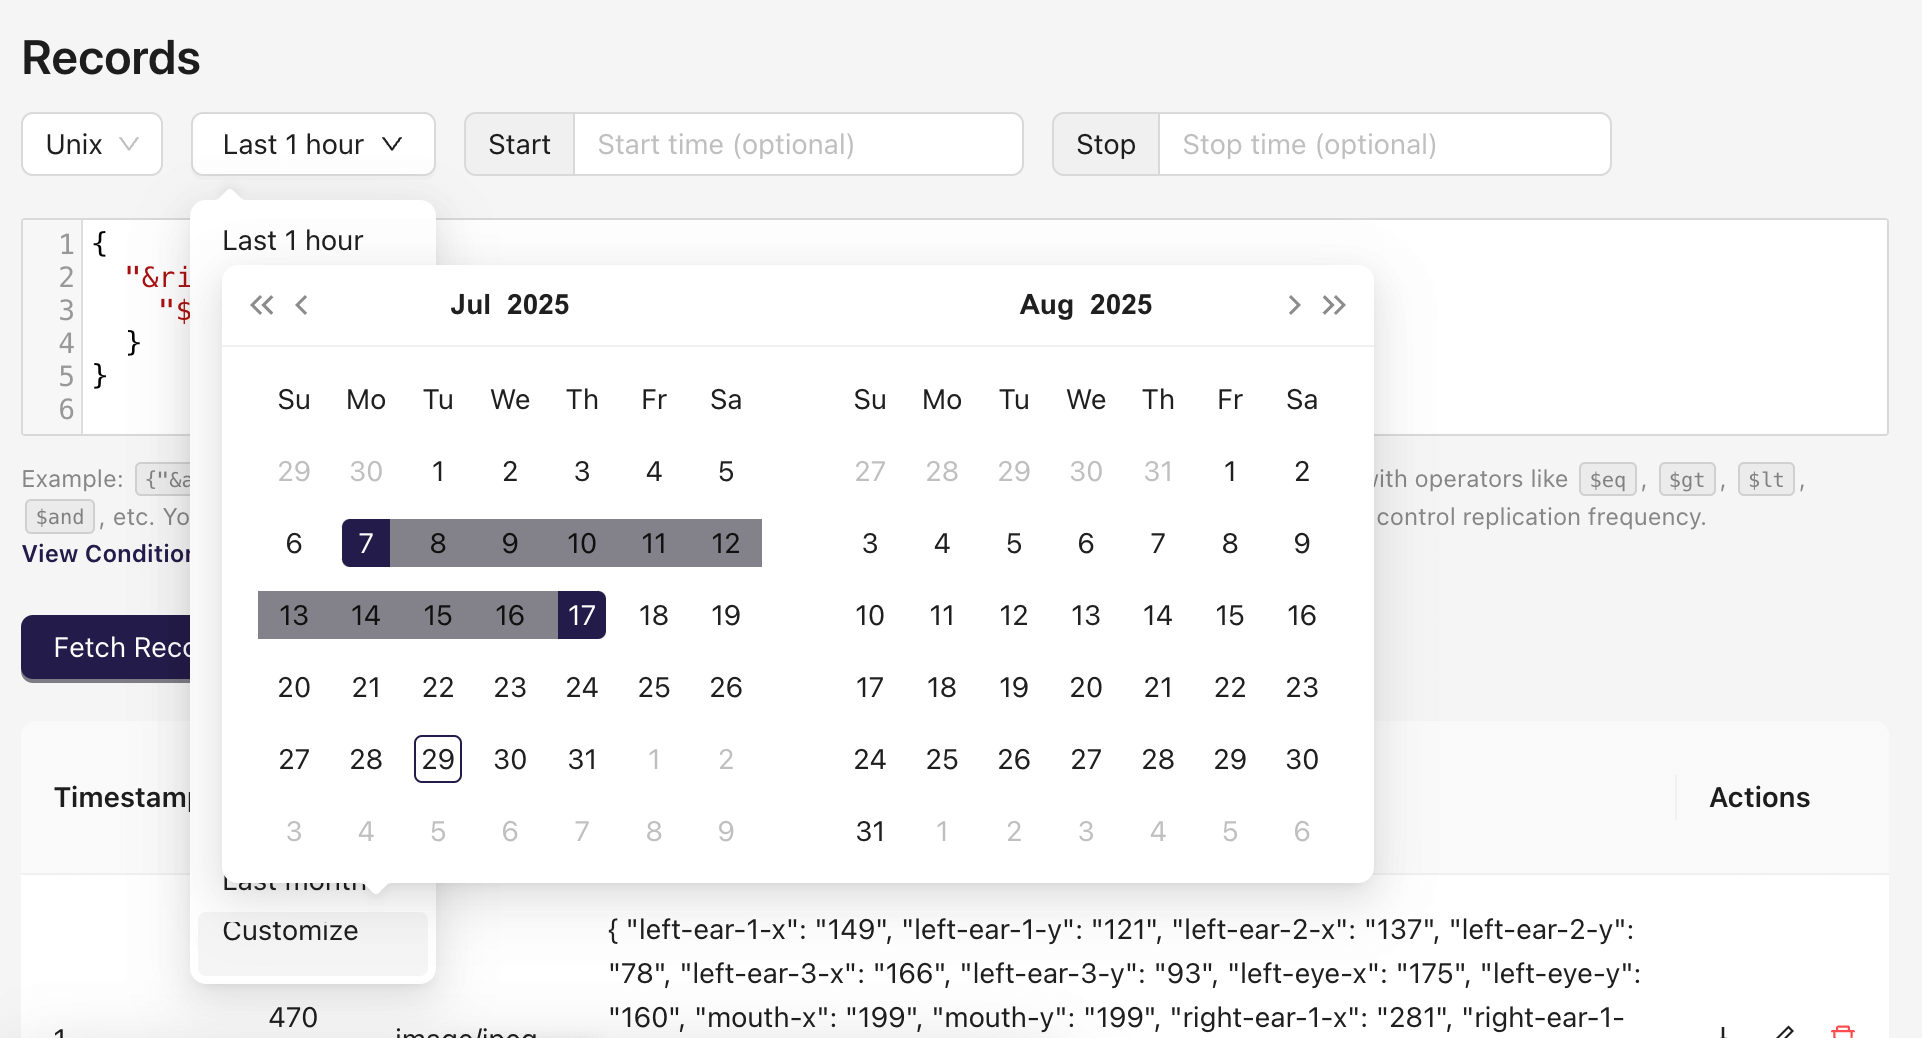 Records
Unix Last 1 hour Start Start time (optional) Stop Stop time (optional)
Last 1 hour
1 {
2 "&ri
3 "$
4 }
5 }
6
Jul 2025 Aug 2025
Su Mo Tu We Th Fr Sa Su Mo Tu We Th Fr Sa
29 30 1 2 3 4 5 27 28 29 30 31 1 2
6 7 8 9 10 11 12 3 4 5 6 7 8 9
13 14 15 16 17 18 19 10 11 12 13 14 15 16
20 21 22 23 24 25 26 17 18 19 20 21 22 23
27 28 29 30 31 1 2 24 25 26 27 28 29 30
3 4 5 6 7 8 9 31 1 2 3 4 5 6
Example: {"&a with operators like $eq, $gt, $lt,
$and, etc. Yo control replication frequency.
View Condition
Fetch Reco
Timestamp Actions
Last month
Customize
{ "left-ear-1-x": "149", "left-ear-1-y": "121", "left-ear-2-x": "137", "left-ear-2-y":
"78", "left-ear-3-x": "166", "left-ear-3-y": "93", "left-eye-x": "175", "left-eye-y":
470 "160", "mouth-x": "199", "mouth-y": "199", "right-ear-1-x": "281", "right-ear-1-
1 image/jpeg